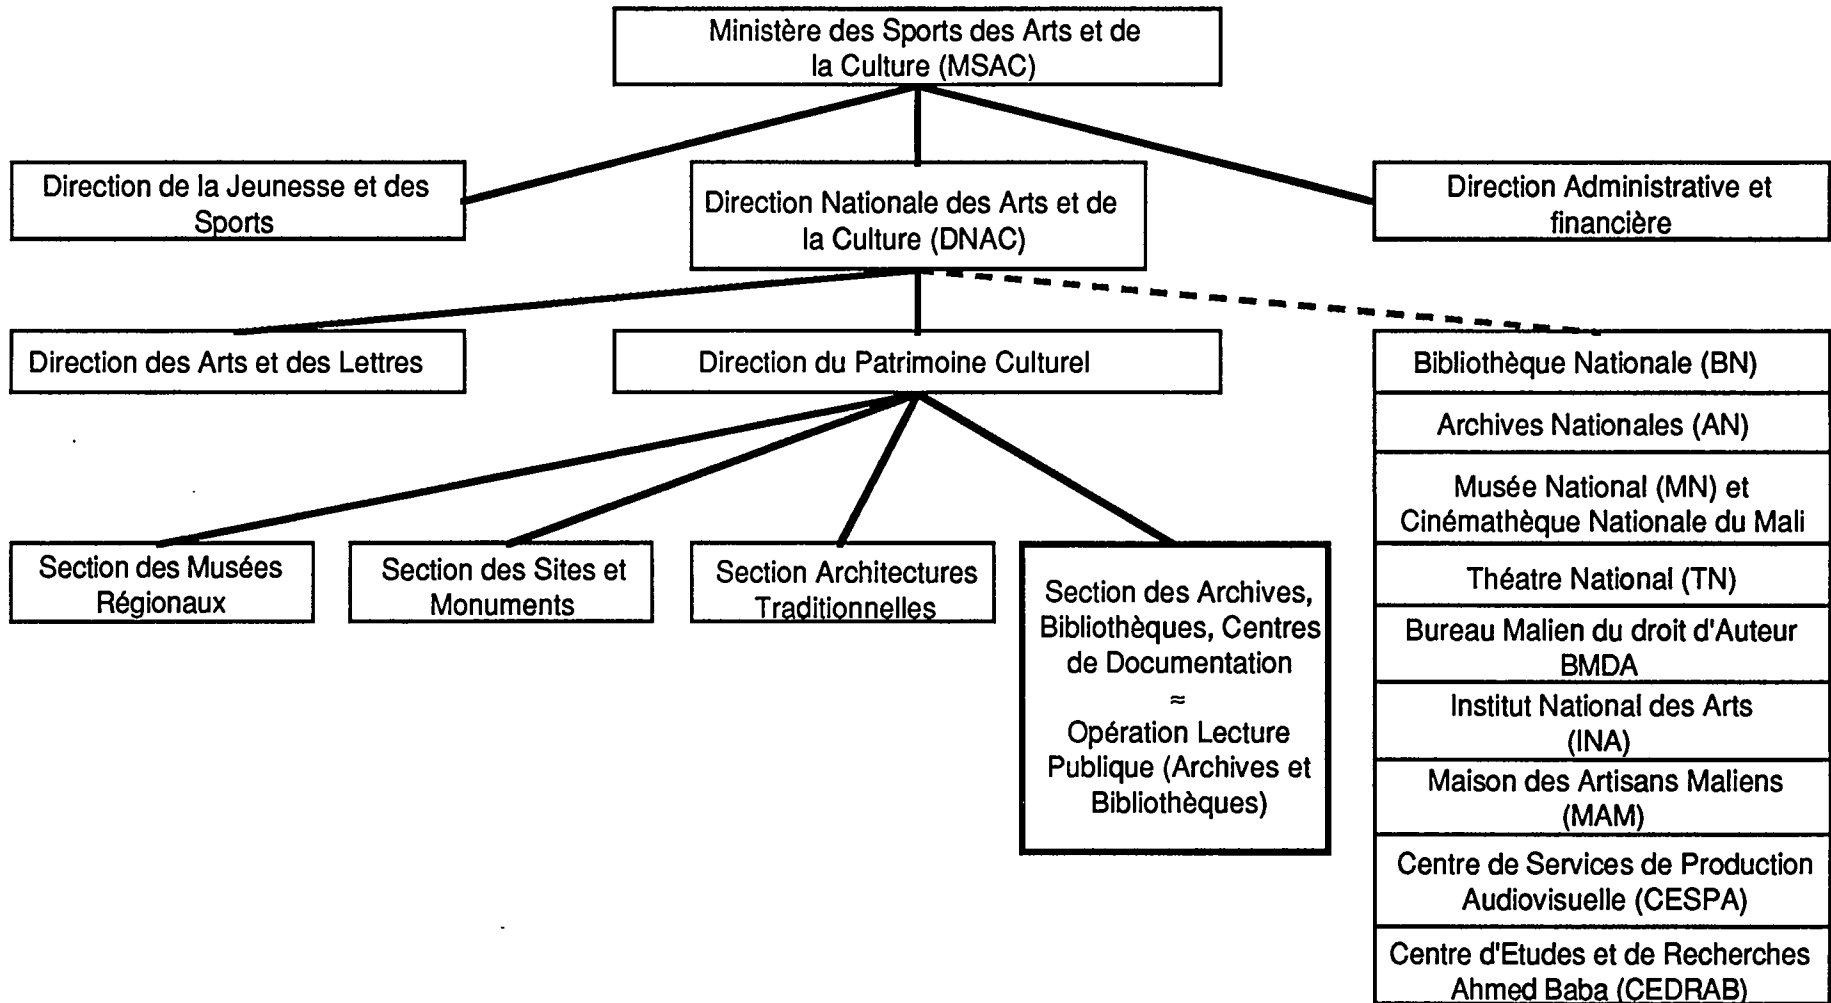 Ministère des Sports des Arts et de
la Culture (MSAC)
Direction de la Jeunesse et des
Sports
Direction Nationale des Arts et de
la Culture (DNAC)
Direction Administrative et
financière
Direction des Arts et des Lettres
Direction du Patrimoine Culturel
Bibliothèque Nationale (BN)
Archives Nationales (AN)
Musée National (MN) et
Cinémathèque Nationale du Mali
Théatre National (TN)
Bureau Malien du droit d'Auteur
BMDA
Institut National des Arts
(INA)
Maison des Artisans Maliens
(MAM)
Centre de Services de Production
Audiovisuelle (CESPA)
Centre d'Etudes et de Recherches
Ahmed Baba (CEDRAB)
Section des Musées
Régionaux
Section des Sites et
Monuments
Section Architectures
Traditionnelles
Section des Archives,
Bibliothèques, Centres
de Documentation
≈
Opération Lecture
Publique (Archives et
Bibliothèques)